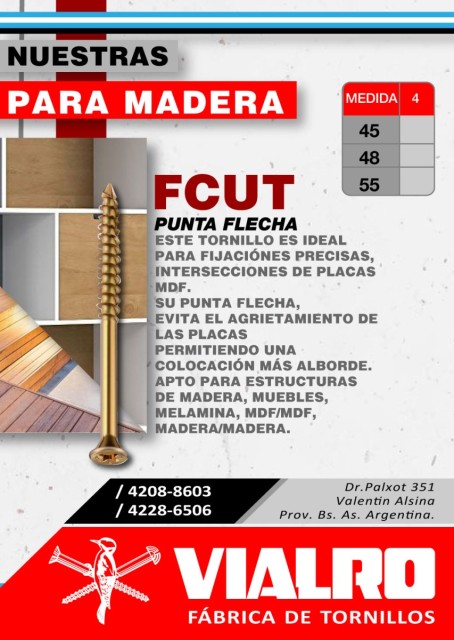 NUESTRAS
PARA MADERA
MEDIDA 4
45
48
55
FCUT
PUNTA FLECHA
ESTE TORNILLO ES IDEAL
PARA FIJACIÓNES PRECISAS,
INTERSECCIONES DE PLACAS
MDF.
SU PUNTA FLECHA,
EVITA EL AGRIETAMIENTO DE
LAS PLACAS
PERMITIENDO UNA
COLOCACIÓN MÁS ALBORDE.
APTO PARA ESTRUCTURAS
DE MADERA, MUEBLES,
MELAMINA, MDF/MDF,
MADERA/MADERA.
/ 4208-8603
/ 4228-6506
Dr.Palxot 351
Valentín Alsina
Prov. Bs. As. Argentina.
VIALRO
FÁBRICA DE TORNILLOS